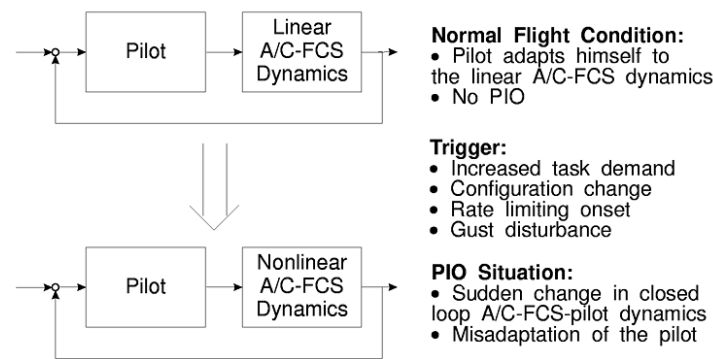 Pilot
Linear
A/C-FCS
Dynamics
Normal Flight Condition:
• Pilot adapts himself to
the linear A/C-FCS dynamics
• No PIO
Trigger:
• Increased task demand
• Configuration change
• Rate limiting onset
• Gust disturbance
Pilot
Nonlinear
A/C-FCS
Dynamics
PIO Situation:
• Sudden change in closed
loop A/C-FCS-pilot dynamics
• Misadaptation of the pilot